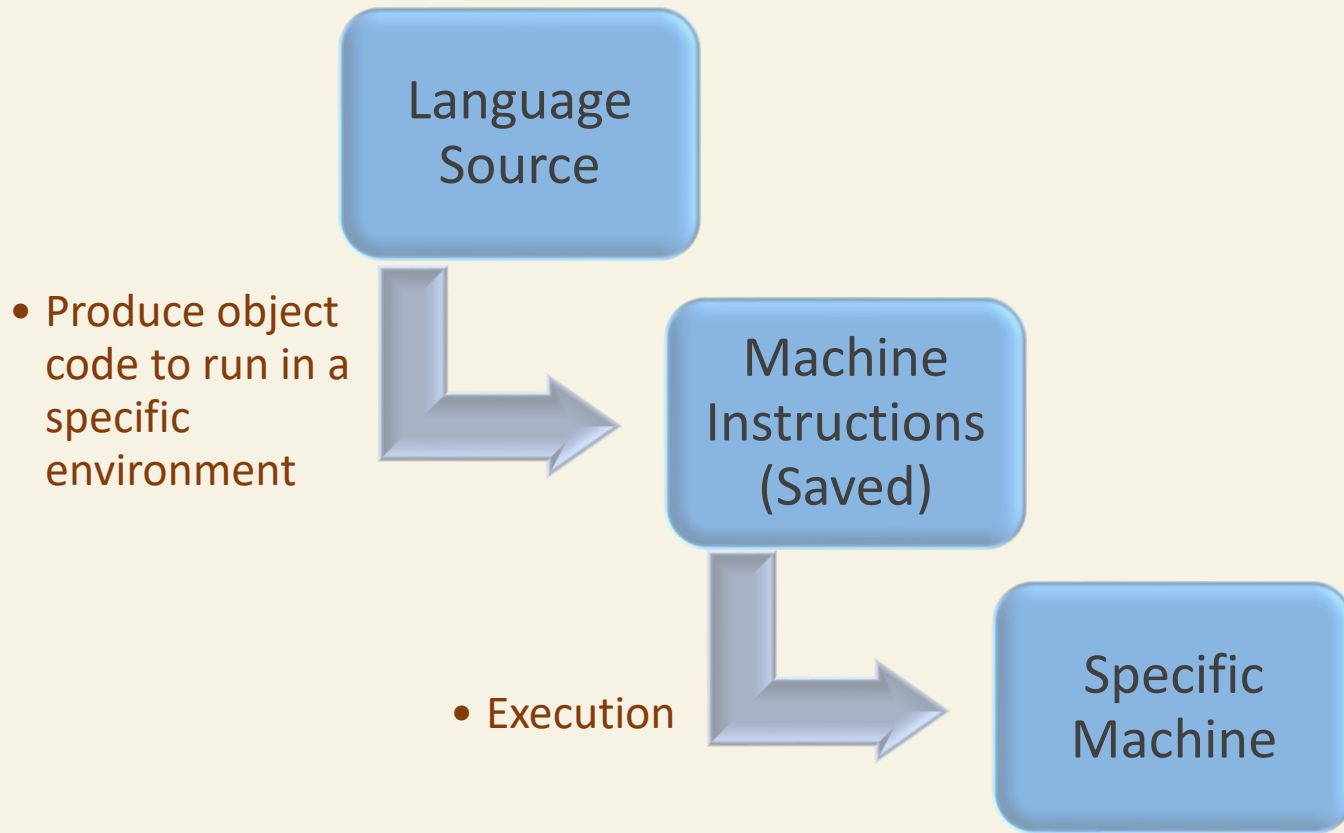 Language
Source
• Produce object
code to run in a
specific
environment
Machine
Instructions
(Saved)
• Execution
Specific
Machine